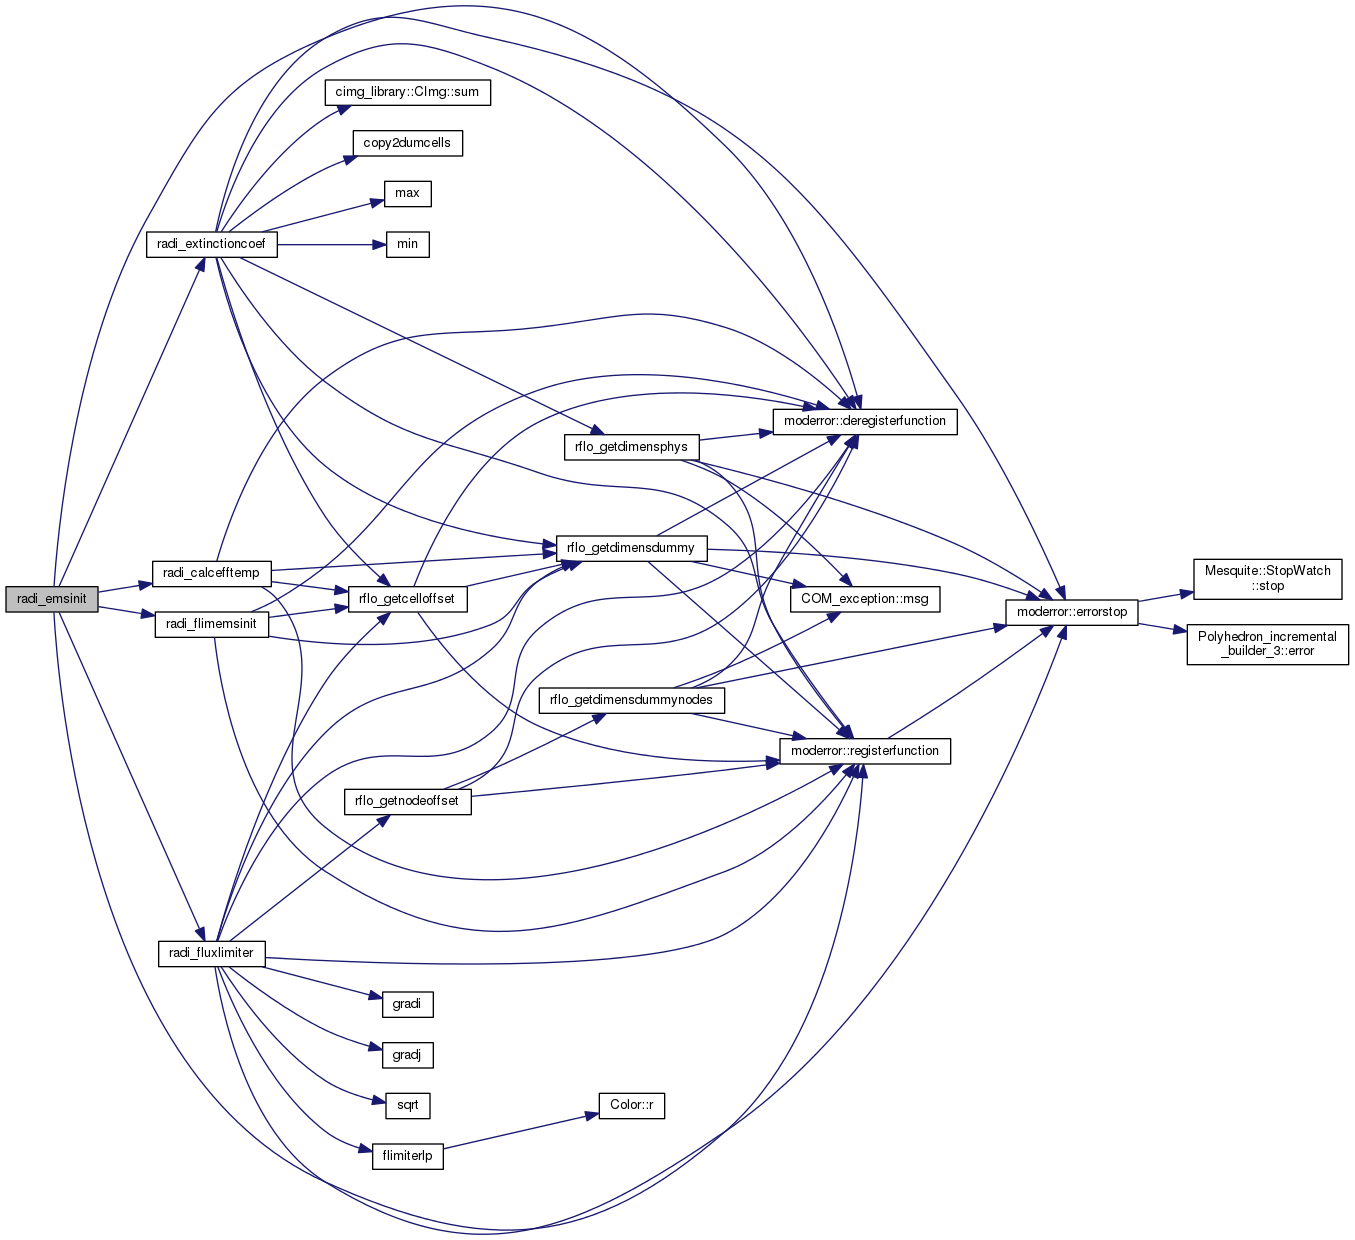 cimg_library::CImg::sum
copy2dumcells
max
radi_extinctioncoef
min
moderror::deregisterfunction
rflo_getdimensphys
rflo_getdimensdummy
radi_calcefftemp
Mesquite::StopWatch
::stop
radi_emsinit
rflo_getcelloffset
COM_exception::msg
moderror::errorstop
radi_flimemsinit
Polyhedron_incremental
_builder_3::error
rflo_getdimensdummynodes
moderror::registerfunction
rflo_getnodeoffset
radi_fluxlimiter
gradi
gradj
sqrt
Color::r
flimiterlp